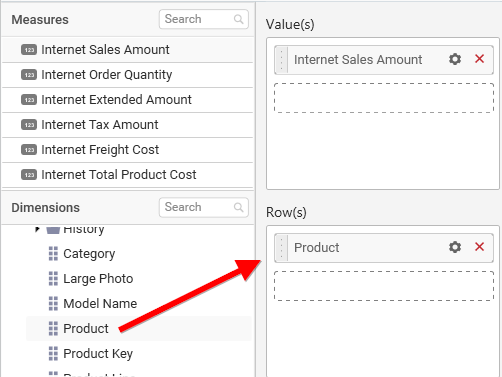 Measures
Search
123 Internet Sales Amount
123 Internet Order Quantity
123 Internet Extended Amount
123 Internet Tax Amount
123 Internet Freight Cost
123 Internet Total Product Cost
Dimensions
Search
History
Category
Large Photo
Model Name
Product
Product Key
Product Line
Value(s)
Internet Sales Amount
Row(s)
Product